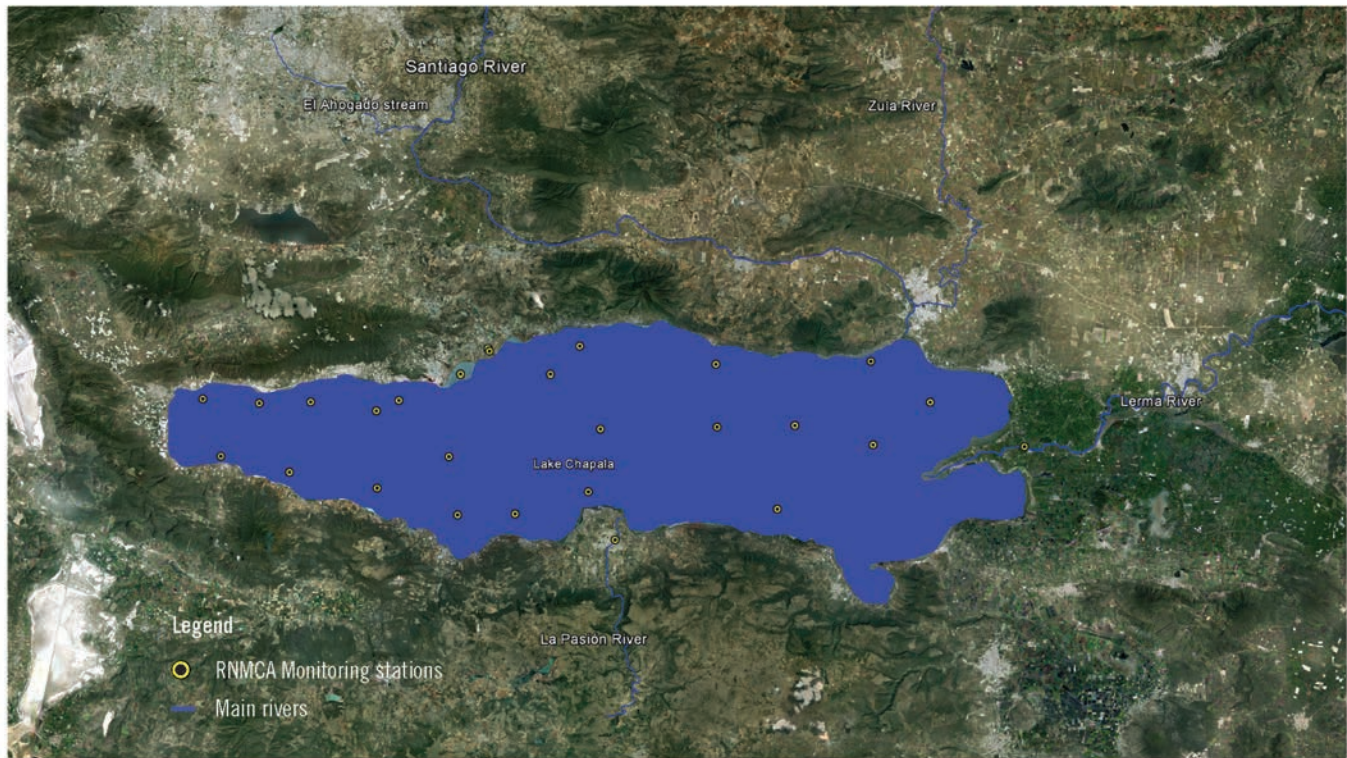 Santiago River
El Ahogado stream
Zula River
Lerma River
Lake Chapala
La Pasión River
Legend
RNMCA Monitoring stations
Main rivers